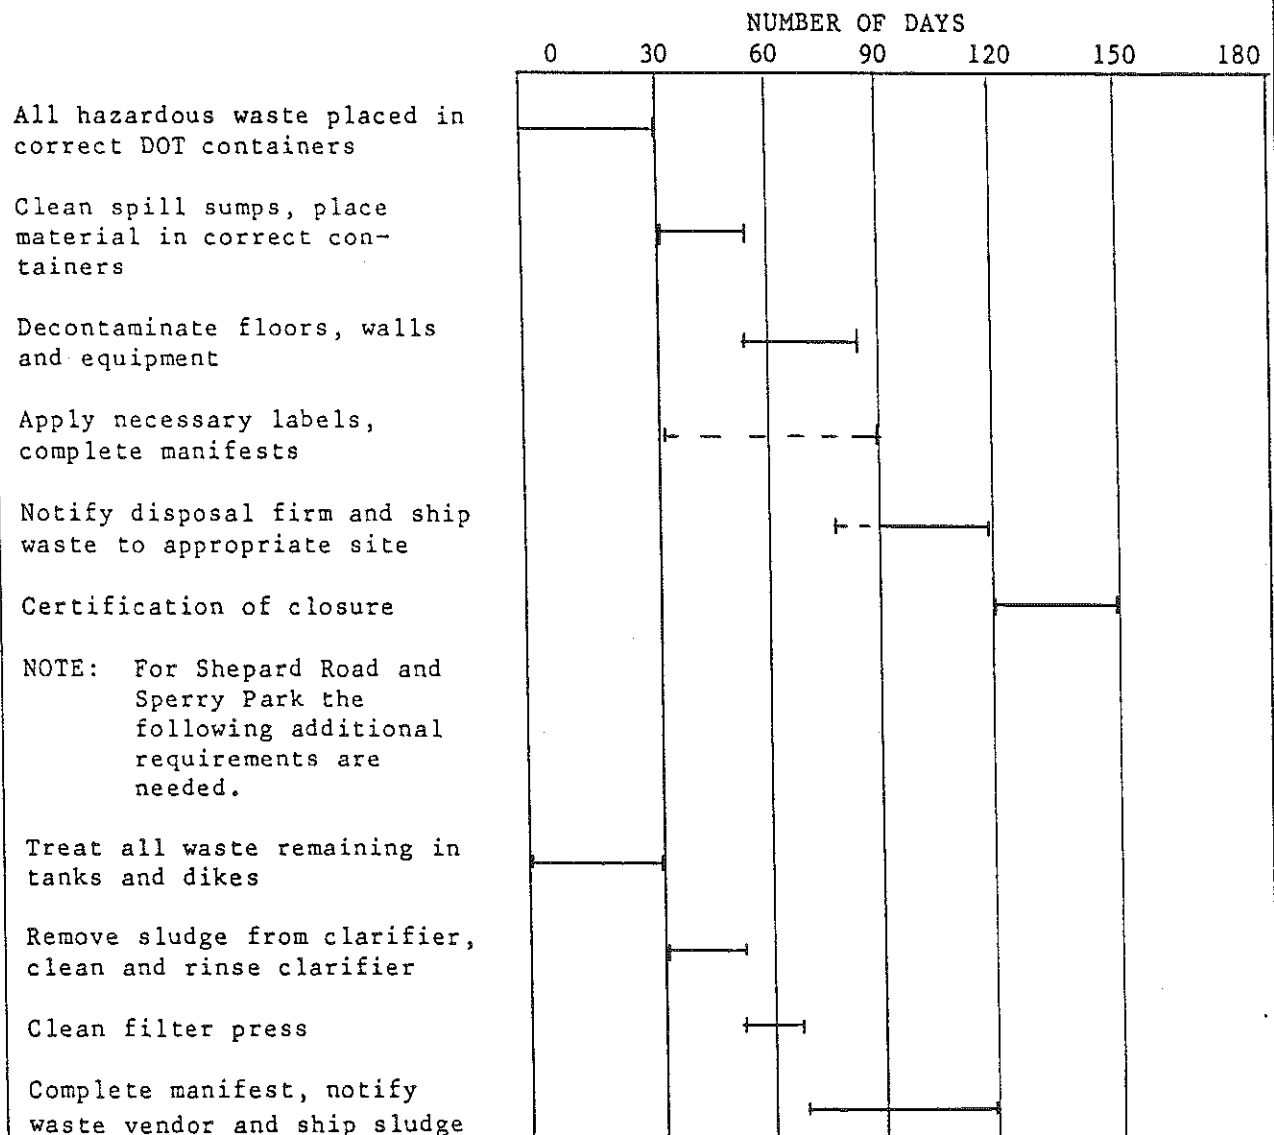 NUMBER OF DAYS
0 30 60 90 120 150 180
All hazardous waste placed in
correct DOT containers
Clean spill sumps, place
material in correct con-
tainers
Decontaminate floors, walls
and equipment
Apply necessary labels,
complete manifests
Notify disposal firm and ship
waste to appropriate site
Certification of closure
NOTE: For Shepard Road and
Sperry Park the
following additional
requirements are
needed.
Treat all waste remaining in
tanks and dikes
Remove sludge from clarifier,
clean and rinse clarifier
Clean filter press
Complete manifest, notify
waste vendor and ship sludge